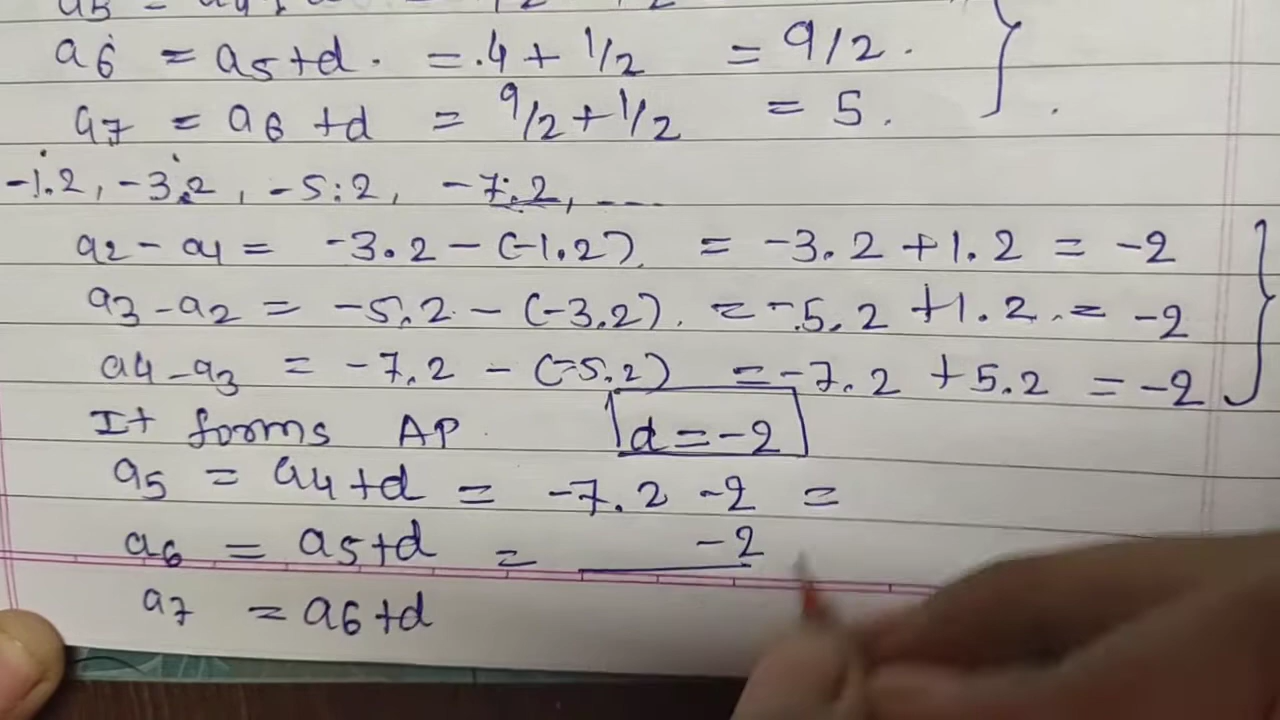 a6 = a5+d. = .4 + 1/2 = 9/2.
a7 = a6 +d = 9/2+1/2 = 5.
-1.2, -3.2, -5.2, -7.2, ----
a2 - a1 = -3.2 - (-1.2). = -3.2 +1.2 = -2
a3 - a2 = -5.2 - (-3.2). = -5.2 +1.2. = -2
a4 - a3 = -7.2 - (-5.2) = -7.2 +5.2 = -2
It forms AP. d = -2
a5 = a4+d = -7.2 -2 =
a6 = a5+d = ____ -2
a7 = a6+d